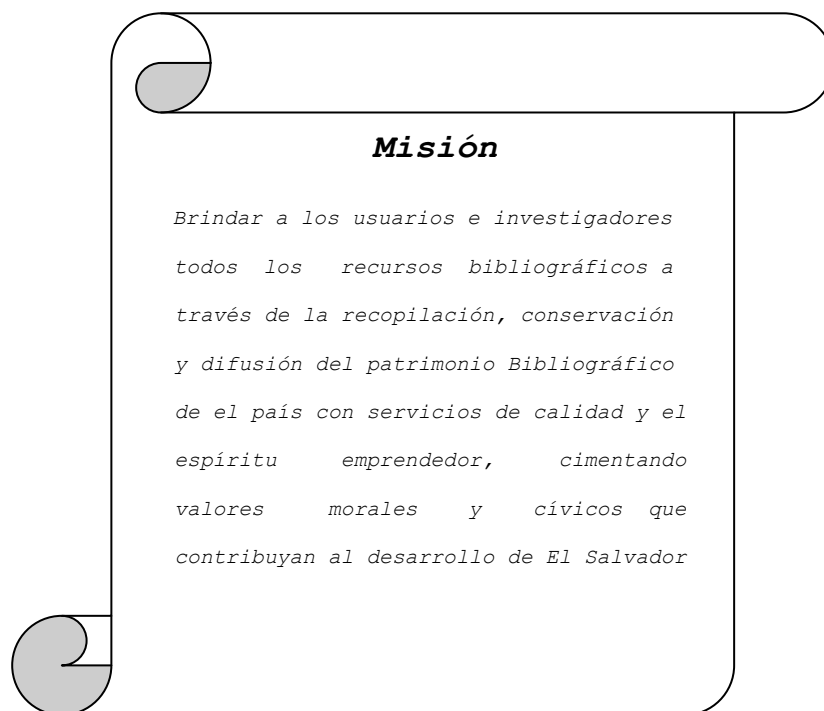 Misión
Brindar a los usuarios e investigadores
todos los recursos bibliográficos a
través de la recopilación, conservación
y difusión del patrimonio Bibliográfico
de el país con servicios de calidad y el
espíritu emprendedor, cimentando
valores morales y cívicos que
contribuyan al desarrollo de El Salvador